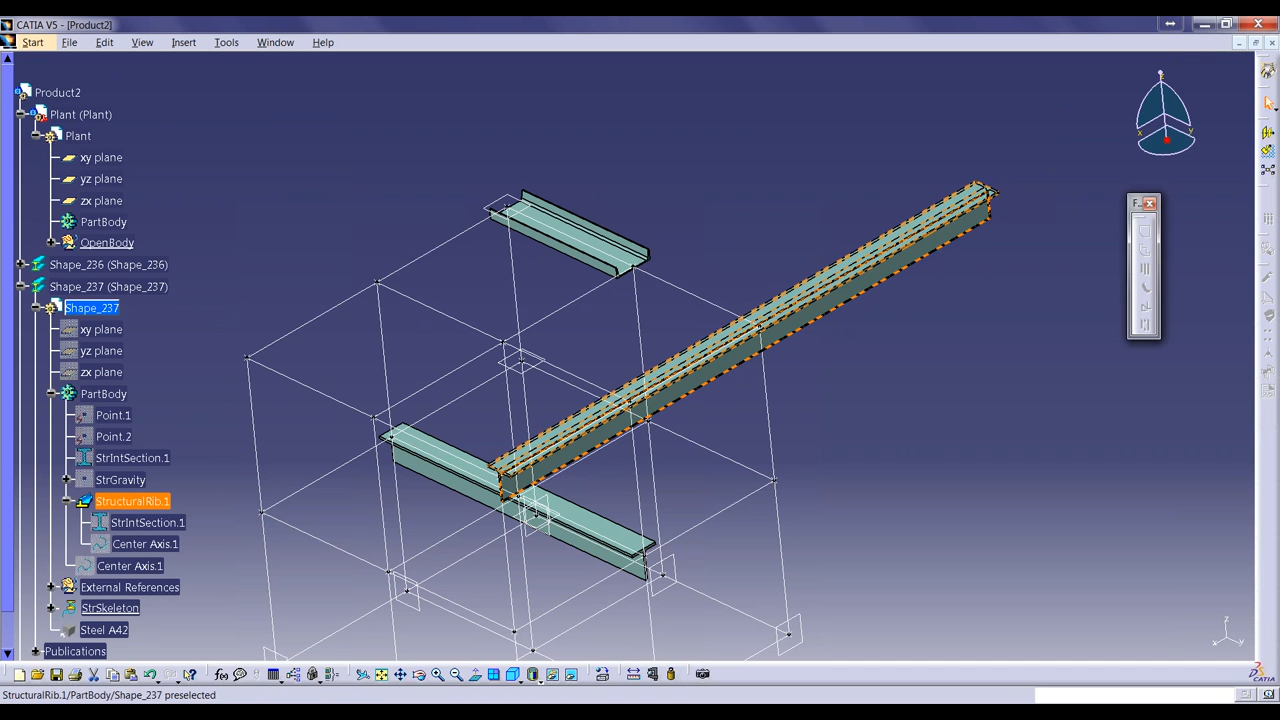 CATIA V5 - [Product2]
Start File Edit View Insert Tools Window Help
Product2
Plant (Plant)
Plant
xy plane
yz plane
zx plane
PartBody
OpenBody
Shape_236 (Shape_236)
Shape_237 (Shape_237)
Shape_237
xy plane
yz plane
zx plane
PartBody
Point.1
Point.2
StrIntSection.1
StrGravity
StructuralRib.1
StrIntSection.1
Center Axis.1
Center Axis.1
External References
StrSkeleton
Steel A42
Publications
F...
z
x
y
z
x
y
CATIA
StructuralRib.1/PartBody/Shape_237 preselected